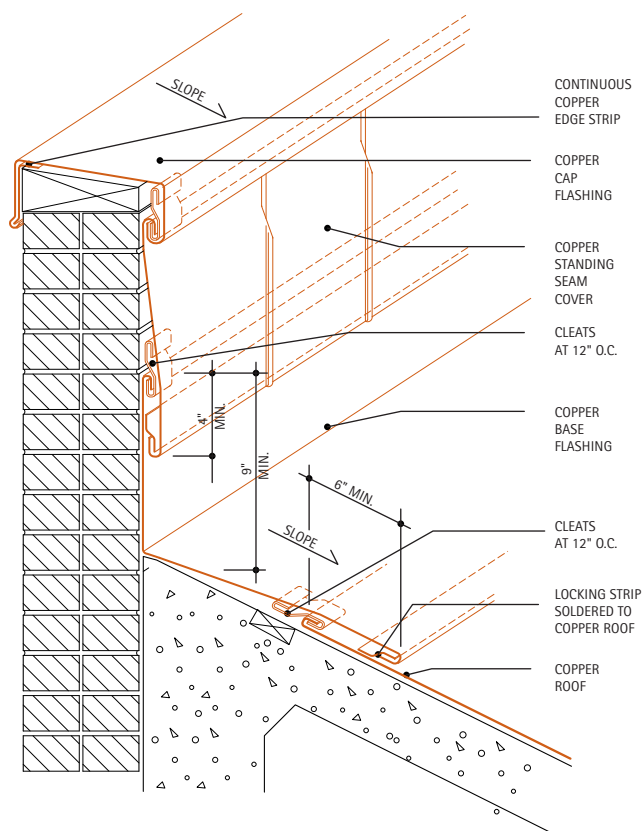 SLOPE
CONTINUOUS
COPPER
EDGE STRIP
COPPER
CAP
FLASHING
COPPER
STANDING
SEAM
COVER
CLEATS
AT 12" O.C.
4"
MIN.
9"
MIN.
COPPER
BASE
FLASHING
6" MIN.
SLOPE
CLEATS
AT 12" O.C.
LOCKING STRIP
SOLDERED TO
COPPER ROOF
COPPER
ROOF